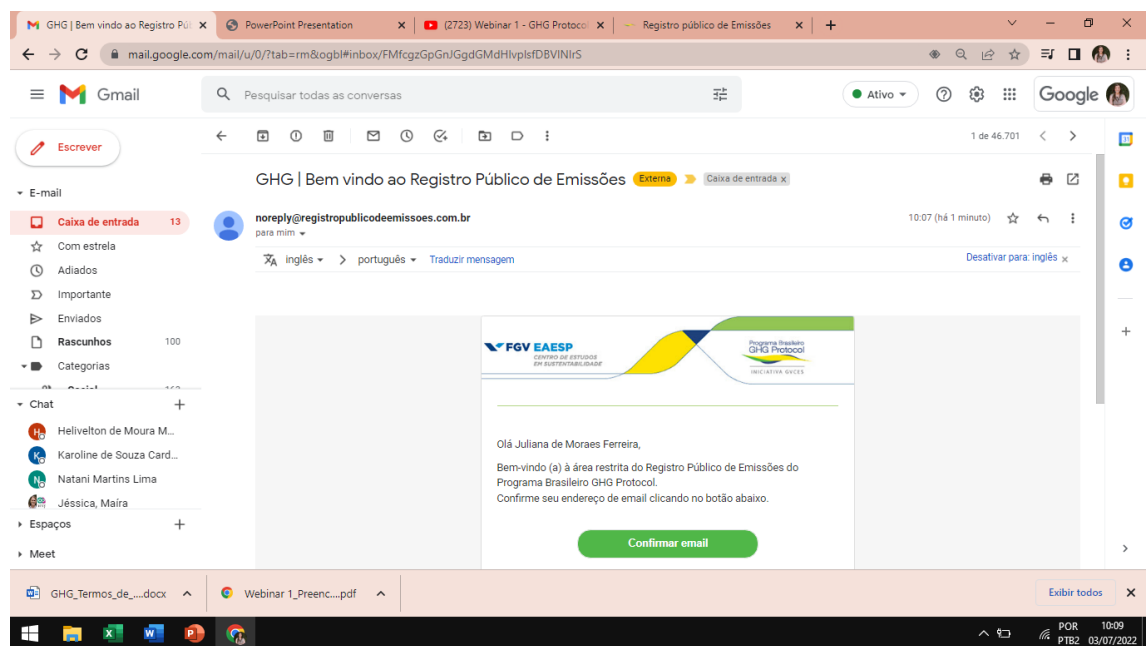 GHG | Bem vindo ao Registro Púb
PowerPoint Presentation
(2723) Webinar 1 - GHG Protocol
Registro público de Emissões
mail.google.com/mail/u/0/?tab=rm&ogbl#inbox/FMfcgzGpGnJGgdGMdHlvplsfDBVlNlrS
Gmail
Pesquisar todas as conversas
Ativo
Google
Escrever
1 de 46.701
GHG | Bem vindo ao Registro Público de Emissões
Externa
Caixa de entrada x
E-mail
Caixa de entrada 13
Com estrela
Adiados
Importante
Enviados
Rascunhos 100
Categorias
noreply@registropublicodeemissoes.com.br
10:07 (há 1 minuto)
para mim
inglês > português Traduzir mensagem
Desativar para: inglês x
FGV EAESP
CENTRO DE ESTUDOS
EM SUSTENTABILIDADE
Programa Brasileiro
GHG Protocol
INICIATIVA GVCES
Olá Juliana de Moraes Ferreira,
Bem-vindo (a) à área restrita do Registro Público de Emissões do
Programa Brasileiro GHG Protocol.
Confirme seu endereço de email clicando no botão abaixo.
Confirmar email
Chat
Helivelton de Moura M...
Karoline de Souza Card...
Natani Martins Lima
Jéssica, Maíra
Espaços
Meet
GHG_Termos_de_....docx
Webinar 1_Preenc....pdf
Exibir todos
POR 10:09
PTB2 03/07/2022